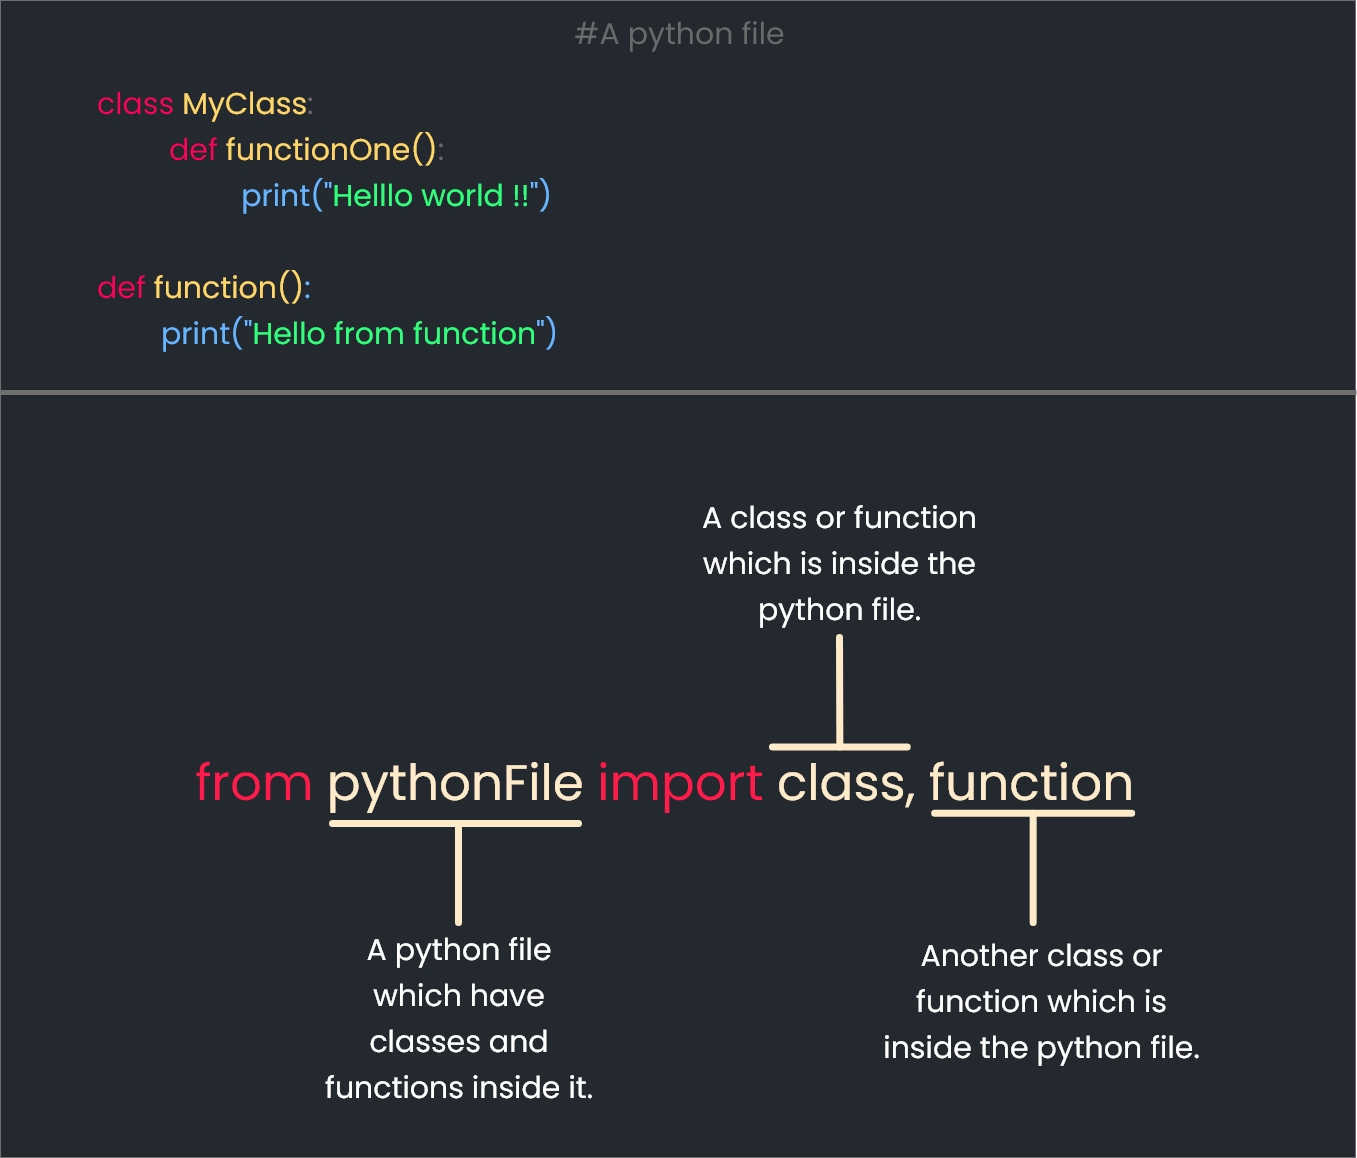 #A python file
class MyClass:
def functionOne():
print("Helllo world !!")
def function():
print("Hello from function")
A class or function
which is inside the
python file.
from pythonFile import class, function
A python file
which have
classes and
functions inside it.
Another class or
function which is
inside the python file.